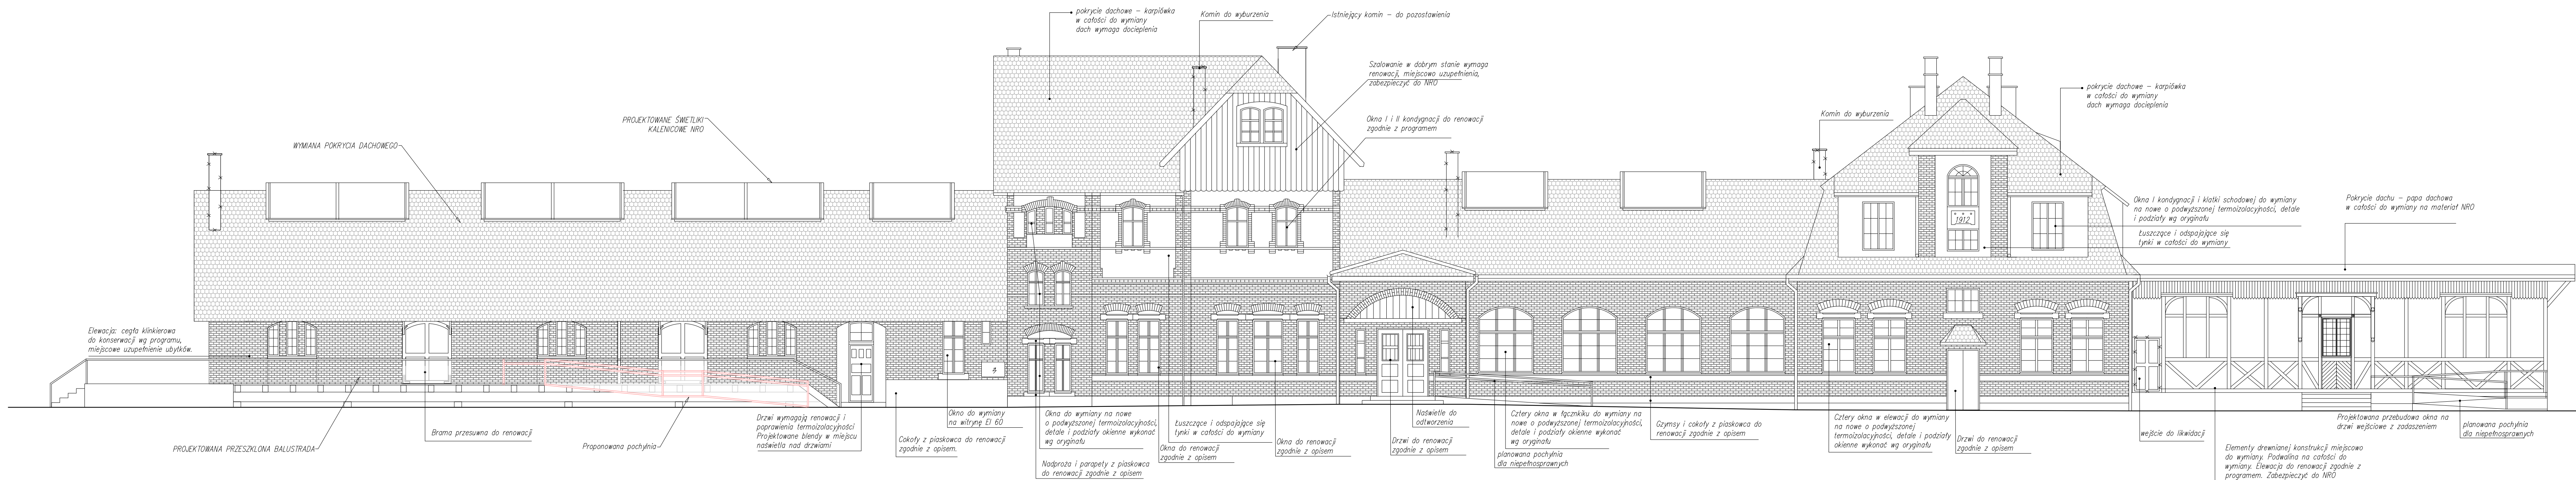 pokrycie dachowe – karpiówka
w całości do wymiany
dach wymaga docieplenia
Komin do wyburzenia
Istniejący komin – do pozostawienia
Szalowanie w dobrym stanie wymaga
renowacji, miejscowo uzupełnienia,
zabezpieczyć do NRO
Okna I i II kondygnacji do renowacji
zgodnie z programem
PROJEKTOWANE ŚWIETLIKI
KALENICOWE NRO
WYMIANA POKRYCIA DACHOWEGO
Komin do wyburzenia
pokrycie dachowe – karpiówka
w całości do wymiany
dach wymaga docieplenia
Okna I kondygnacji i klatki schodowej do wymiany
na nowe o podwyższonej termoizolacyjności, detale
i podziały wg oryginału
Łuszczące i odspajające się
tynki w całości do wymiany
Pokrycie dachu – papa dachowa
w całości do wymiany na materiał NRO
1912
Elewacja: cegła klinkierowa
do konserwacji wg programu,
miejscowe uzupełnienie ubytków.
PROJEKTOWANA PRZESZKLONA BALUSTRADA
Brama przesuwna do renowacji
Proponowana pochylnia
Drzwi wymagają renowacji i
poprawienia termoizolacyjności
Projektowane blendy w miejscu
naświetla nad drzwiami
Cokoły z piaskowca do renowacji
zgodnie z opisem.
Okno do wymiany
na witrynę EI 60
Okna do wymiany na nowe
o podwyższonej termoizolacyjności,
detale i podziały okienne wykonać
wg oryginału
Nadproża i parapety z piaskowca
do renowacji zgodnie z opisem
Łuszczące i odspajające się
tynki w całości do wymiany
Okna do renowacji
zgodnie z opisem
Okna do renowacji
zgodnie z opisem
Drzwi do renowacji
zgodnie z opisem
Naświetle do
odtworzenia
planowana pochylnia
dla niepełnosprawnych
Cztery okna w łączniku do wymiany na
nowe o podwyższonej termoizolacyjności,
detale i podziały okienne wykonać
wg oryginału
Gzymsy i cokoły z piaskowca do
renowacji zgodnie z opisem
Cztery okna w elewacji do wymiany
na nowe o podwyższonej
termoizolacyjności, detale i podziały
okienne wykonać wg oryginału
Drzwi do renowacji
zgodnie z opisem
wejście do likwidacji
Elementy drewnianej konstrukcji miejscowo
do wymiany. Podwalina na całości do
wymiany. Elewacja do renowacji zgodnie z
programem. Zabezpieczyć do NRO
Projektowana przebudowa okna na
drzwi wejściowe z zadaszeniem
planowana pochylnia
dla niepełnosprawnych